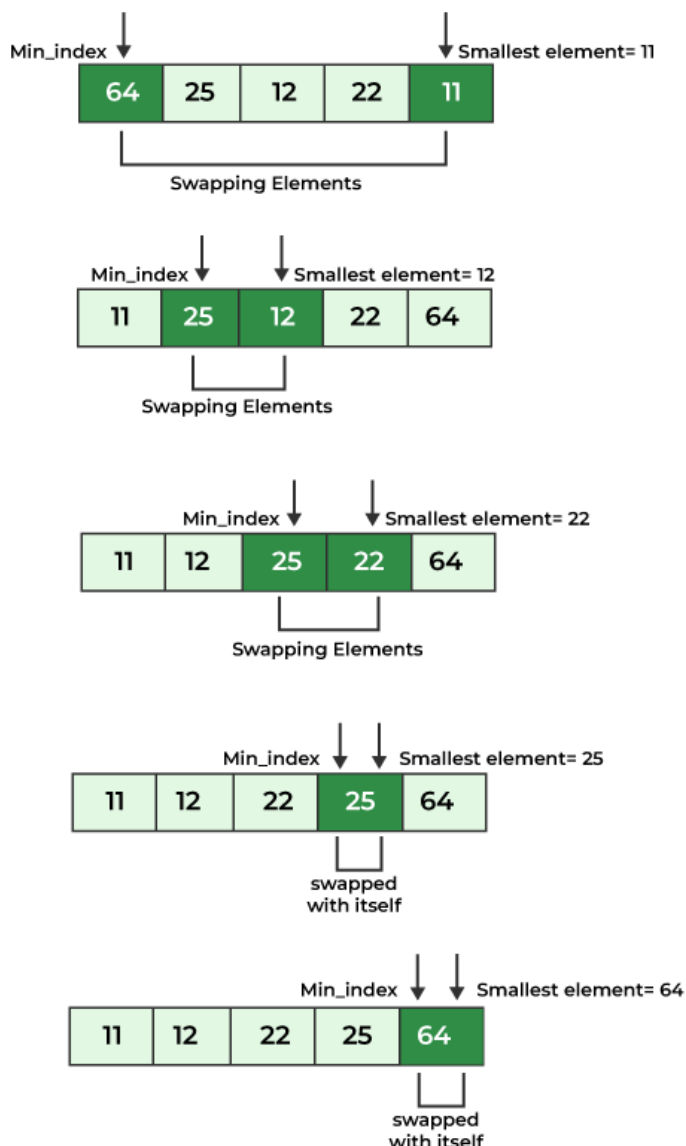 Min_index Smallest element= 11
64 25 12 22 11
Swapping Elements
Min_index Smallest element= 12
11 25 12 22 64
Swapping Elements
Min_index Smallest element= 22
11 12 25 22 64
Swapping Elements
Min_index Smallest element= 25
11 12 22 25 64
swapped
with itself
Min_index Smallest element= 64
11 12 22 25 64
swapped
with itself